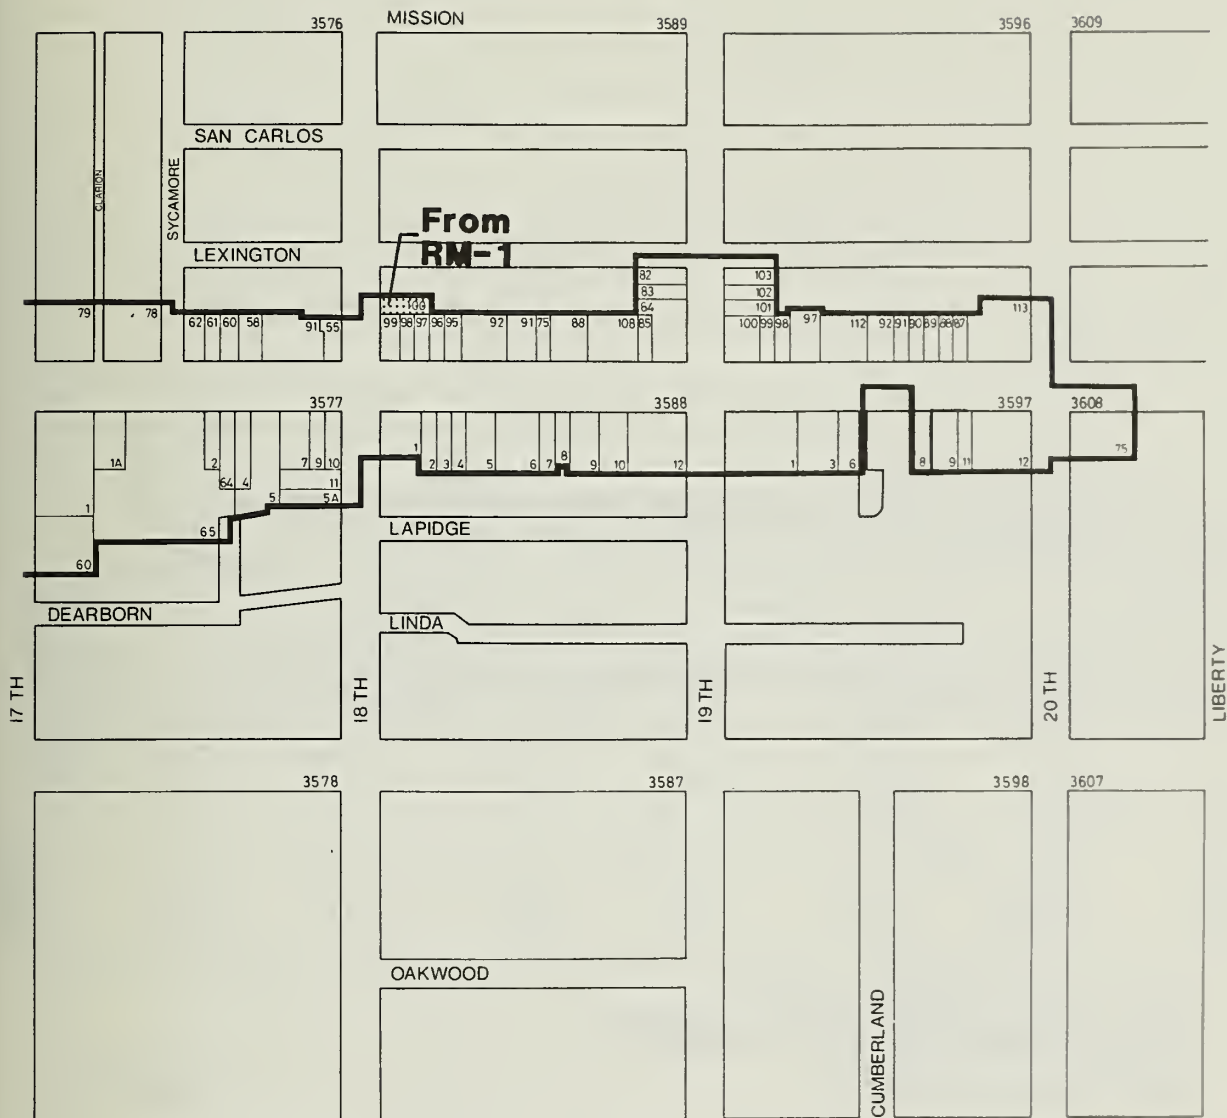 3576
MISSION
3589
3596
3609
SAN CARLOS
CLARION
SYCAMORE
From
RM-1
LEXINGTON
79
78
62 61 60 58 91 55
100
99 98 97 96 95 92 91 75 88 108 85
82
83
84
103
102
101
100 99 98 97 112 92 91 90 89 88 87 113
3577
3588
3597
3608
1A
2
64 4
7 9 10
11
5 5A
1
65
60
1
2 3 4 5 6 7 8 9 10 12
1 3 6 8 9 11 12
75
LAPIDGE
DEARBORN
LINDA
17 TH
18 TH
19 TH
20 TH
LIBERTY
3578
3587
3598
3607
OAKWOOD
CUMBERLAND